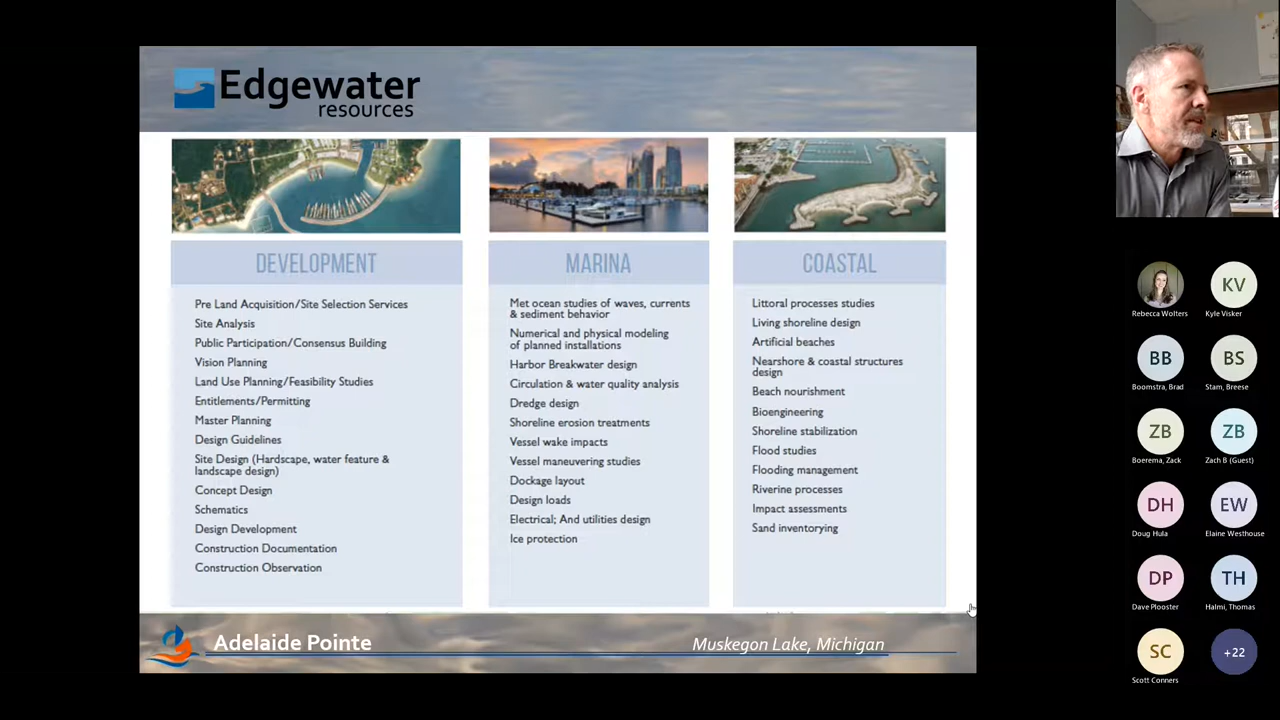 Edgewater
resources
DEVELOPMENT
Pre Land Acquisition/Site Selection Services
Site Analysis
Public Participation/Consensus Building
Vision Planning
Land Use Planning/Feasibility Studies
Entitlements/Permitting
Master Planning
Design Guidelines
Site Design (Hardscape, water feature &
landscape design)
Concept Design
Schematics
Design Development
Construction Documentation
Construction Observation
MARINA
Met ocean studies of waves, currents
& sediment behavior
Numerical and physical modeling
of planned installations
Harbor Breakwater design
Circulation & water quality analysis
Dredge design
Shoreline erosion treatments
Vessel wake impacts
Vessel maneuvering studies
Dockage layout
Design loads
Electrical; And utilities design
Ice protection
COASTAL
Littoral processes studies
Living shoreline design
Artificial beaches
Nearshore & coastal structures
design
Beach nourishment
Bioengineering
Shoreline stabilization
Flood studies
Flooding management
Riverine processes
Impact assessments
Sand inventorying
Adelaide Pointe
Muskegon Lake, Michigan
Rebecca Wolters
KV
Kyle Visker
BB
Boomstra, Brad
BS
Stam, Breese
ZB
Boerema, Zack
ZB
Zach B (Guest)
DH
Doug Hula
EW
Elaine Westhouse
DP
Dave Plooster
TH
Halmi, Thomas
SC
Scott Conners
+22